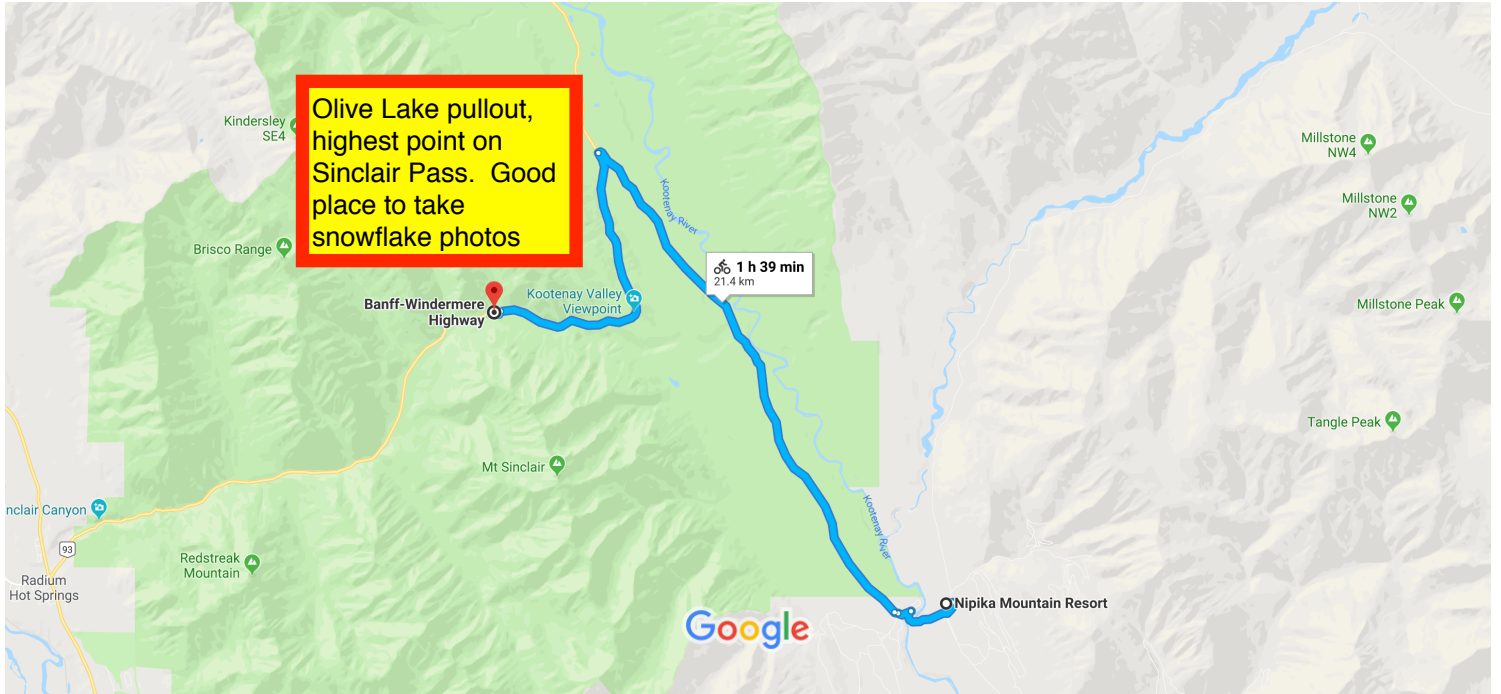 Olive Lake pullout,
highest point on
Sinclair Pass.  Good
place to take
snowflake photos
Kindersley
SE4
Millstone
NW4
Millstone
NW2
Kootenay River
Brisco Range
1 h 39 min
21.4 km
Kootenay Valley
Viewpoint
Banff-Windermere
Highway
Millstone Peak
Tangle Peak
Mt Sinclair
nclair Canyon
93
Kootenay River
Redstreak
Mountain
Radium
Hot Springs
Nipika Mountain Resort
Google